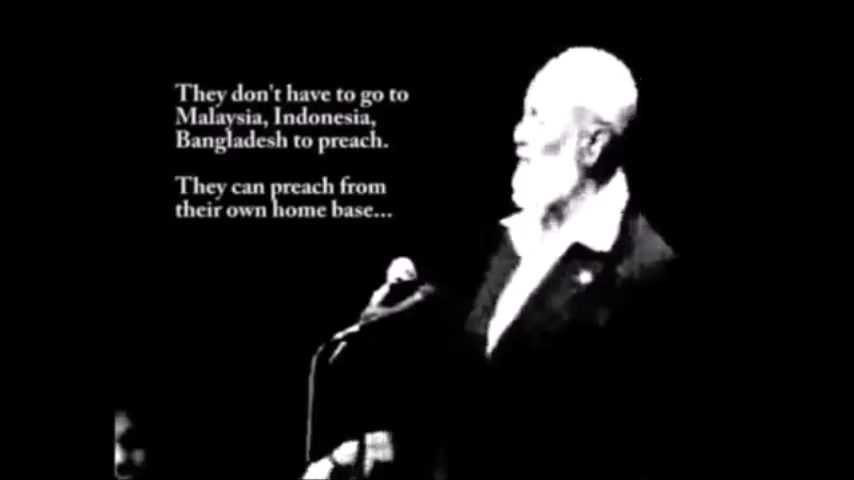 They don't have to go to
Malaysia, Indonesia,
Bangladesh to preach.
They can preach from
their own home base...